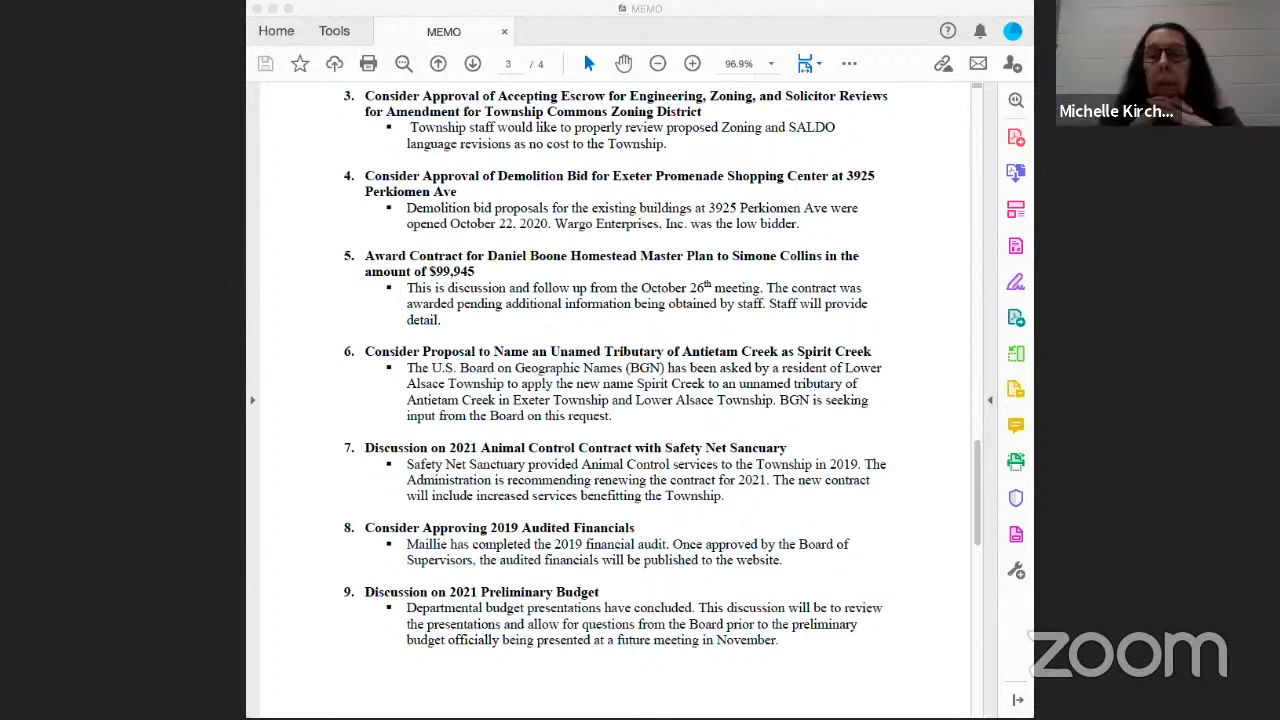 MEMO
Home
Tools
MEMO
3 / 4
96.9%
3. Consider Approval of Accepting Escrow for Engineering, Zoning, and Solicitor Reviews
for Amendment for Township Commons Zoning District
Township staff would like to properly review proposed Zoning and SALDO
language revisions as no cost to the Township.
4. Consider Approval of Demolition Bid for Exeter Promenade Shopping Center at 3925
Perkiomen Ave
Demolition bid proposals for the existing buildings at 3925 Perkiomen Ave were
opened October 22, 2020. Wargo Enterprises, Inc. was the low bidder.
5. Award Contract for Daniel Boone Homestead Master Plan to Simone Collins in the
amount of $99,945
This is discussion and follow up from the October 26th meeting. The contract was
awarded pending additional information being obtained by staff. Staff will provide
detail.
6. Consider Proposal to Name an Unamed Tributary of Antietam Creek as Spirit Creek
The U.S. Board on Geographic Names (BGN) has been asked by a resident of Lower
Alsace Township to apply the new name Spirit Creek to an unnamed tributary of
Antietam Creek in Exeter Township and Lower Alsace Township. BGN is seeking
input from the Board on this request.
7. Discussion on 2021 Animal Control Contract with Safety Net Sancuary
Safety Net Sanctuary provided Animal Control services to the Township in 2019. The
Administration is recommending renewing the contract for 2021. The new contract
will include increased services benefitting the Township.
8. Consider Approving 2019 Audited Financials
Maillie has completed the 2019 financial audit. Once approved by the Board of
Supervisors, the audited financials will be published to the website.
9. Discussion on 2021 Preliminary Budget
Departmental budget presentations have concluded. This discussion will be to review
the presentations and allow for questions from the Board prior to the preliminary
budget officially being presented at a future meeting in November.
Michelle Kirch...
zoom